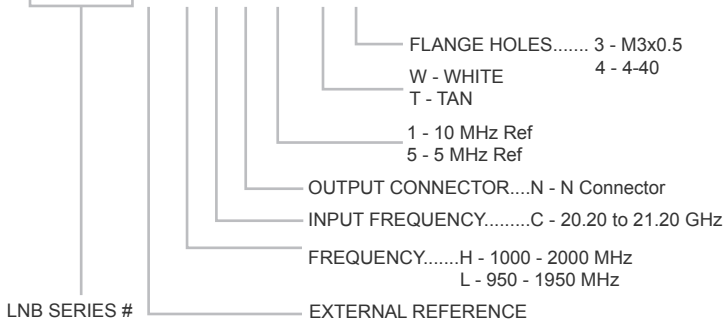 FLANGE HOLES....... 3 - M3x0.5
4 - 4-40
W - WHITE
T - TAN
1 - 10 MHz Ref
5 - 5 MHz Ref
OUTPUT CONNECTOR....N - N Connector
INPUT FREQUENCY.........C - 20.20 to 21.20 GHz
FREQUENCY.......H - 1000 - 2000 MHz
L - 950 - 1950 MHz
LNB SERIES #
EXTERNAL REFERENCE